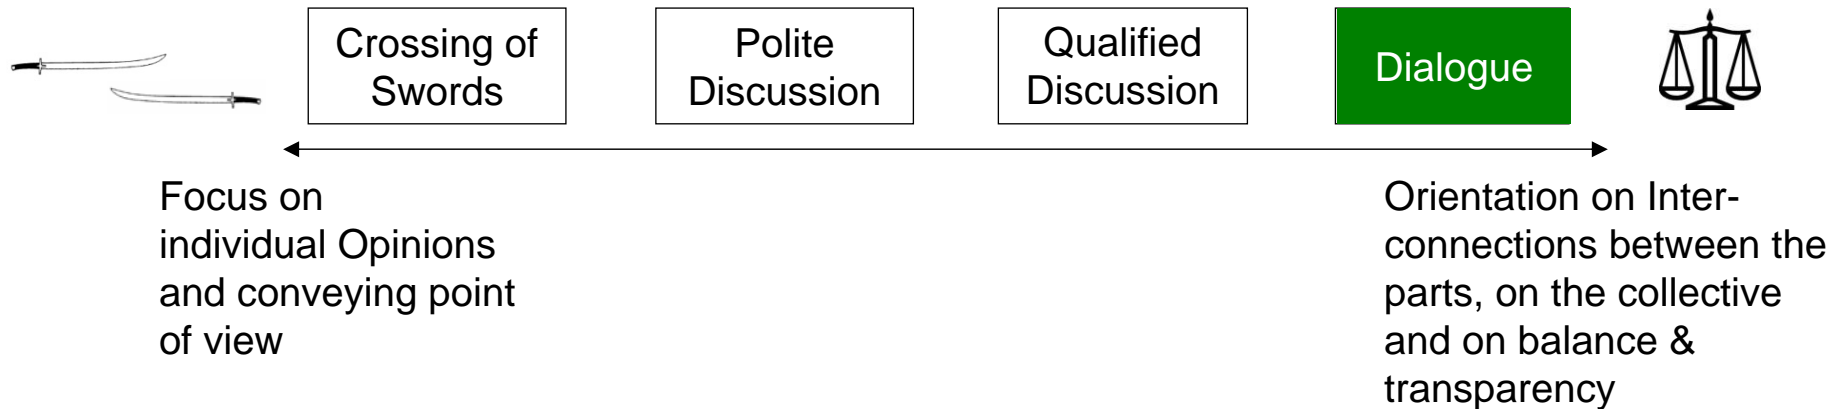 Crossing of
Swords
Polite
Discussion
Qualified
Discussion
Dialogue
Focus on
individual Opinions
and conveying point
of view
Orientation on Inter-
connections between the
parts, on the collective
and on balance &
transparency